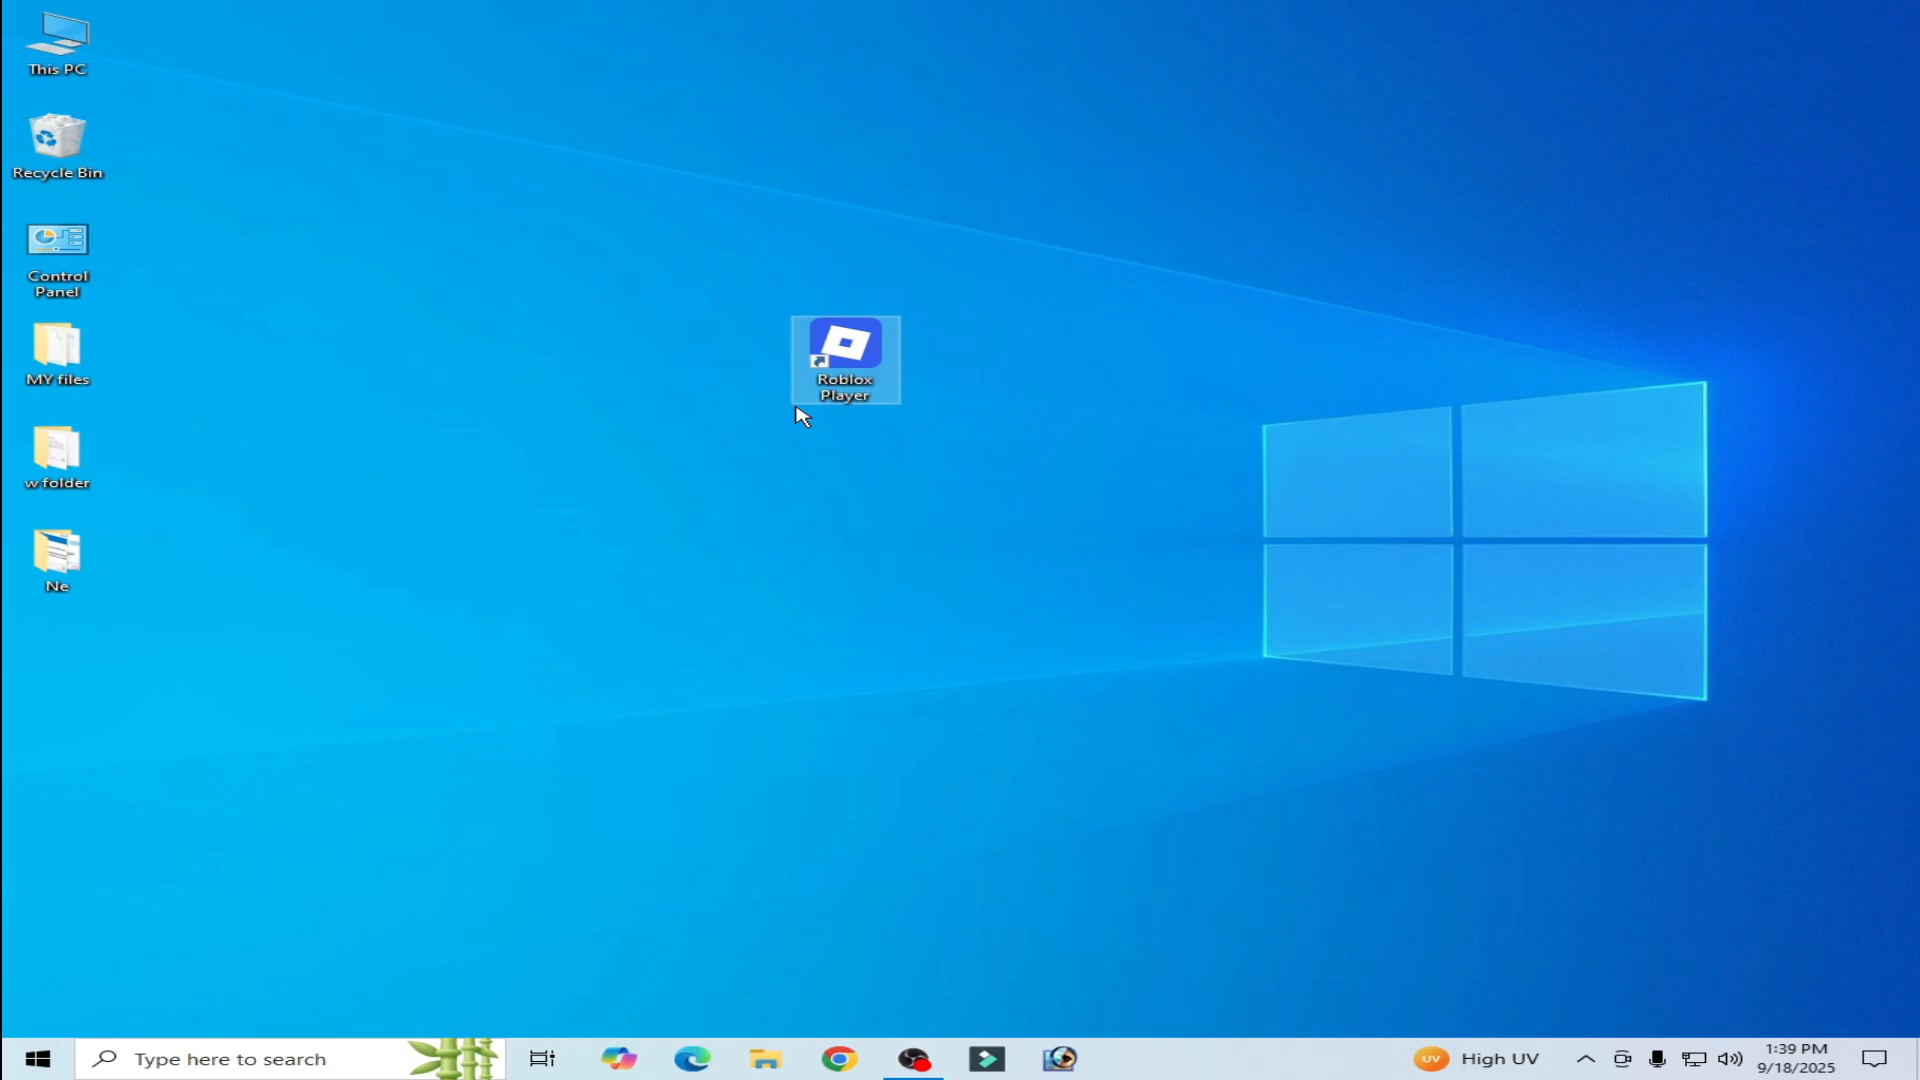 This PC
Recycle Bin
Control
Panel
MY files
w folder
Ne
Roblox
Player
Type here to search
UV
High UV
1:39 PM
9/18/2025